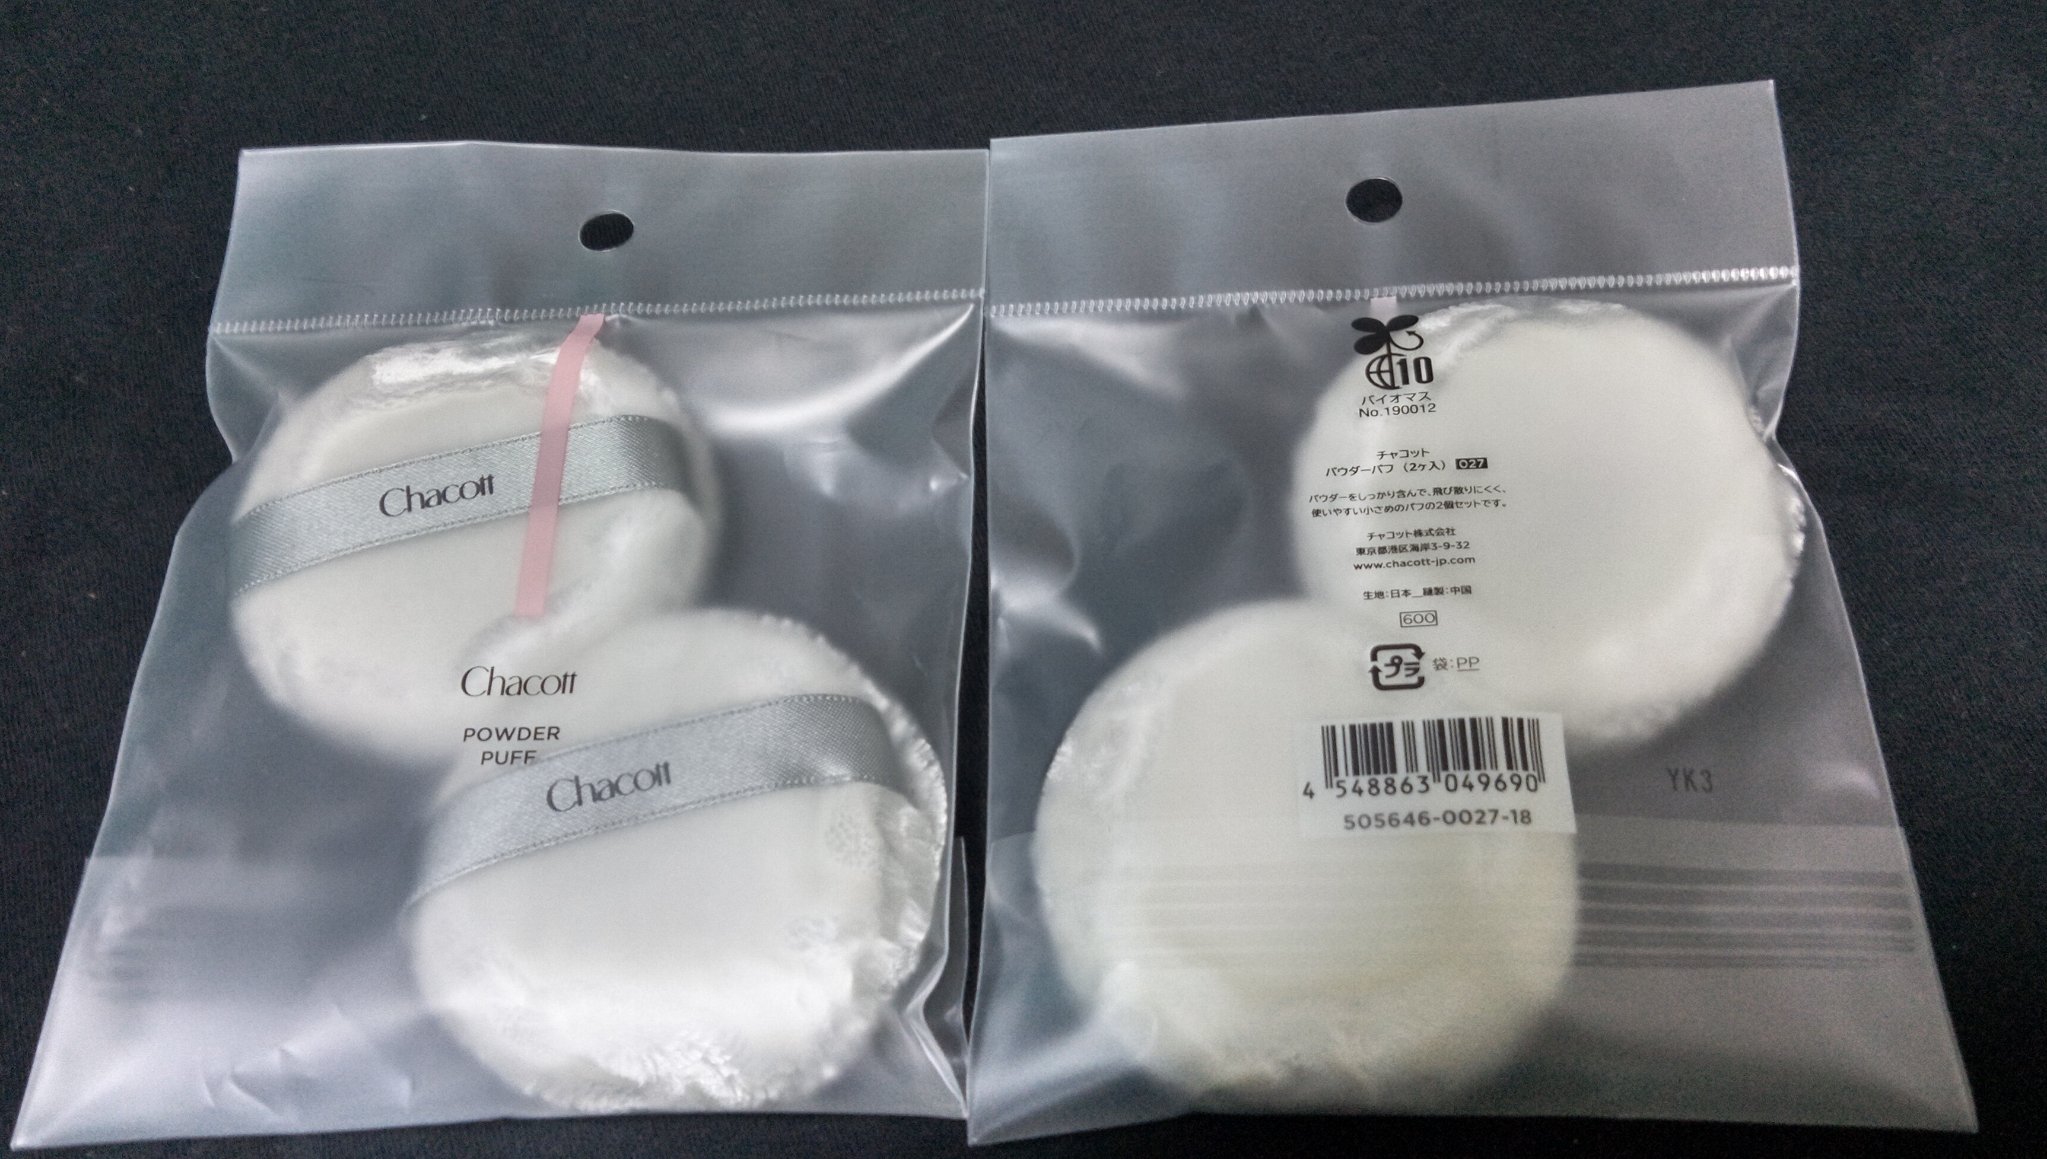 Chacott
Chacott
POWDER
PUFF
Chacott
10
バイオマス
No.190012
チャコット
パウダーパフ（2ヶ入） 027
パウダーをしっかり含んで、飛び散りにくく、
使いやすい小さめのパフの2個セットです。
チャコット株式会社
東京都港区海岸3-9-32
www.chacott-jp.com
生地:日本＿縫製:中国
600
プラ 袋:PP
4 548863 049690
505646-0027-18
YK3